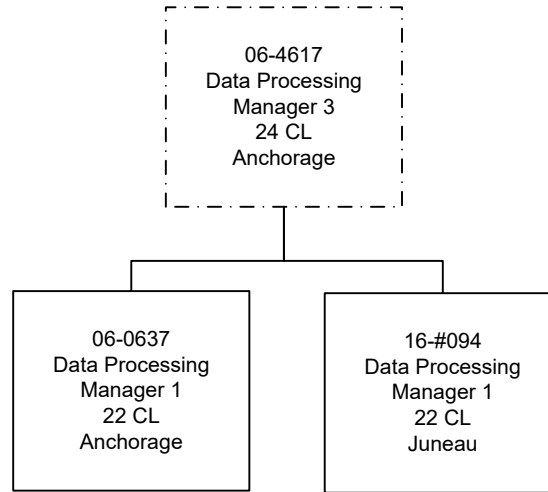 06-4617
Data Processing
Manager 3
24 CL
Anchorage
06-0637
Data Processing
Manager 1
22 CL
Anchorage
16-#094
Data Processing
Manager 1
22 CL
Juneau